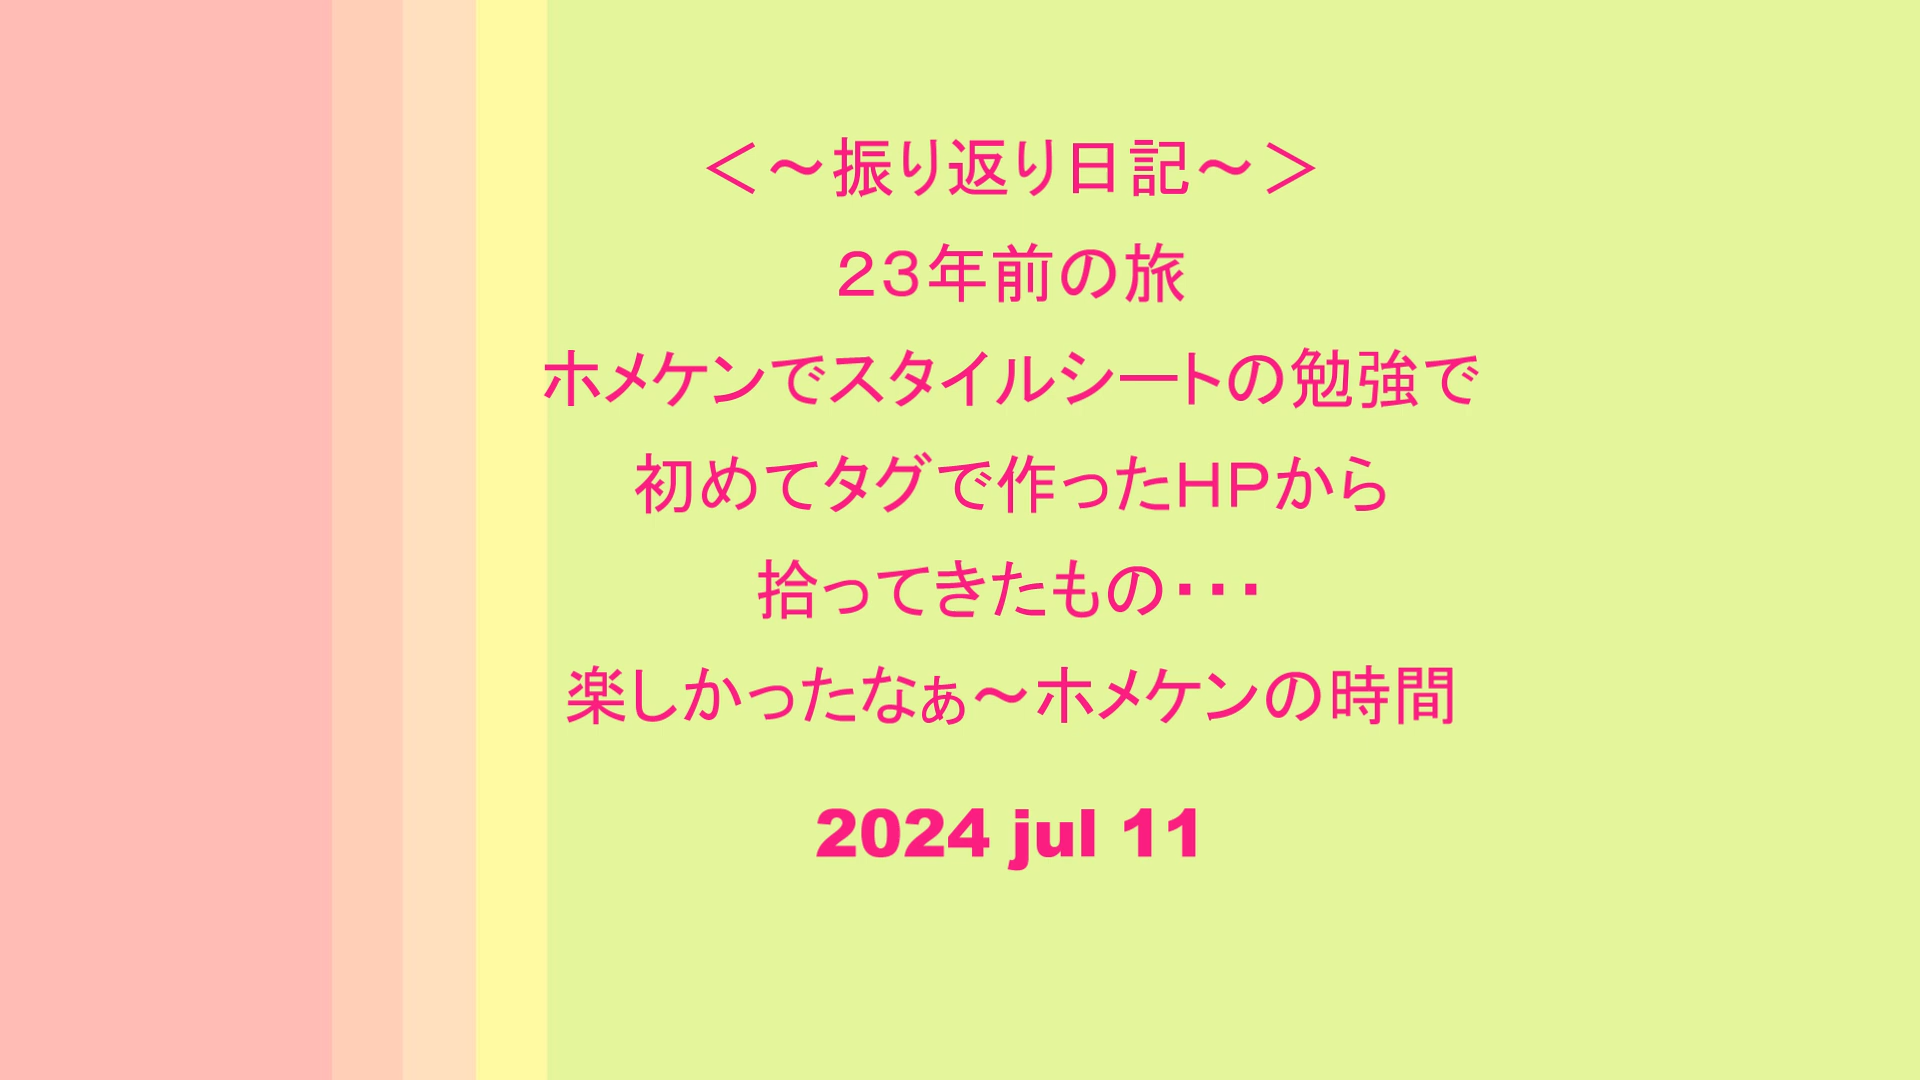 ＜～振り返り日記～＞
２３年前の旅
ホメケンでスタイルシートの勉強で
初めてタグで作ったＨＰから
拾ってきたもの・・・
楽しかったなぁ～ホメケンの時間
2024 jul 11